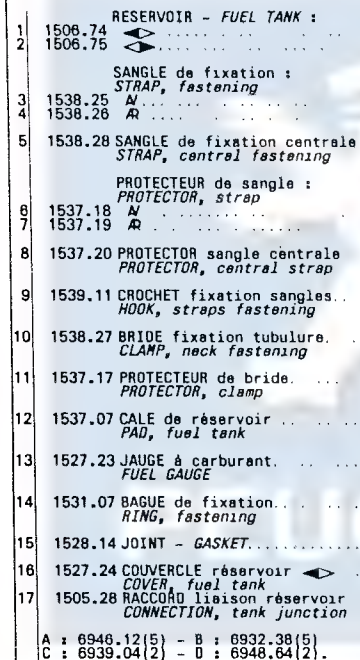 RESERVOIR - FUEL TANK :
1 1506.74
2 1506.75
SANGLE de fixation :
STRAP, fastening
3 1538.25 AV
4 1538.26 AR
5 1538.28 SANGLE de fixation centrale
STRAP, central fastening
PROTECTEUR de sangle :
PROTECTOR, strap
6 1537.18 AV
7 1537.19 AR
8 1537.20 PROTECTOR sangle centrale
PROTECTOR, central strap
9 1539.11 CROCHET fixation sangles..
HOOK, straps fastening
10 1538.27 BRIDE fixation tubulure.
CLAMP, neck fastening
11 1537.17 PROTECTEUR de bride.
PROTECTOR, clamp
12 1537.07 CALE de réservoir
PAD, fuel tank
13 1527.23 JAUGE à carburant.
FUEL GAUGE
14 1531.07 BAGUE de fixation
RING, fastening
15 1528.14 JOINT - GASKET
16 1527.24 COUVERCLE réservoir
COVER, fuel tank
17 1505.28 RACCORD liaison réservoir
CONNECTION, tank junction
A : 6946.12(5) - B : 6932.38(5)
C : 6939.04(2) - D : 6948.64(2).